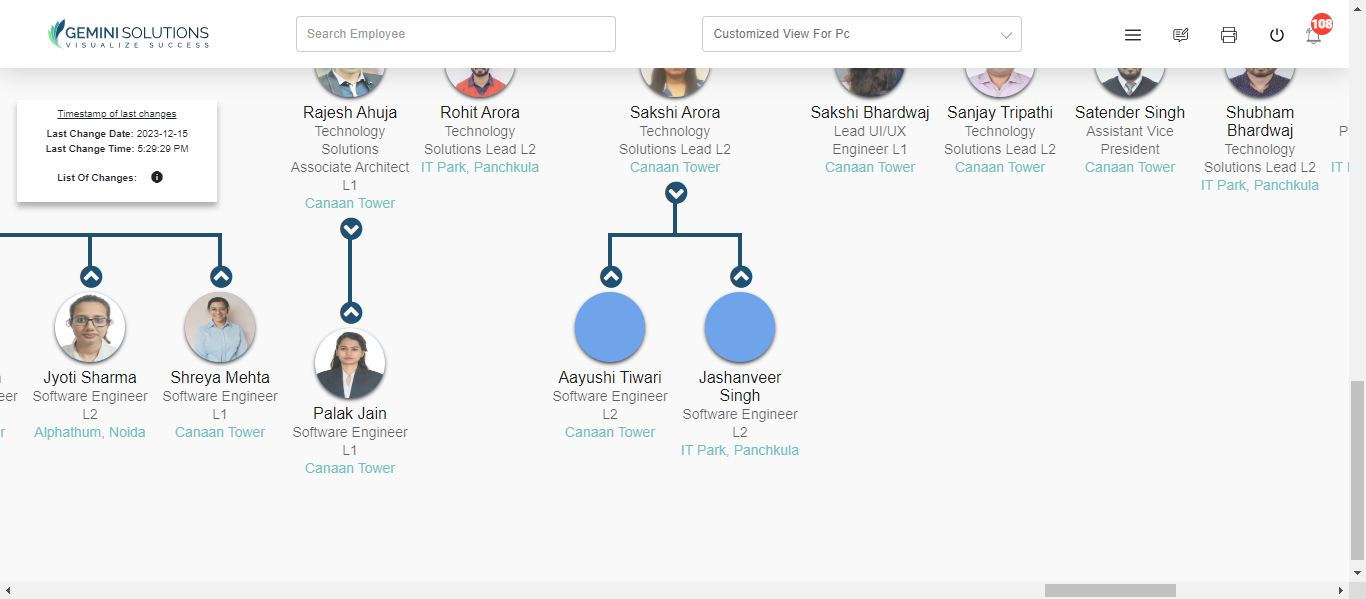 GEMINI SOLUTIONS
VISUALIZE SUCCESS
Search Employee
Customized View For Pc
108
Timestamp of last changes
Last Change Date: 2023-12-15
Last Change Time: 5:29:29 PM
List Of Changes:
Rajesh Ahuja
Technology
Solutions
Associate Architect
L1
Canaan Tower
Rohit Arora
Technology
Solutions Lead L2
IT Park, Panchkula
Sakshi Arora
Technology
Solutions Lead L2
Canaan Tower
Sakshi Bhardwaj
Lead UI/UX
Engineer L1
Canaan Tower
Sanjay Tripathi
Technology
Solutions Lead L2
Canaan Tower
Satender Singh
Assistant Vice
President
Canaan Tower
Shubham
Bhardwaj
Technology
Solutions Lead L2
IT Park, Panchkula
Jyoti Sharma
Software Engineer
L2
Alphathum, Noida
Shreya Mehta
Software Engineer
L1
Canaan Tower
Palak Jain
Software Engineer
L1
Canaan Tower
Aayushi Tiwari
Software Engineer
L2
Canaan Tower
Jashanveer
Singh
Software Engineer
L2
IT Park, Panchkula